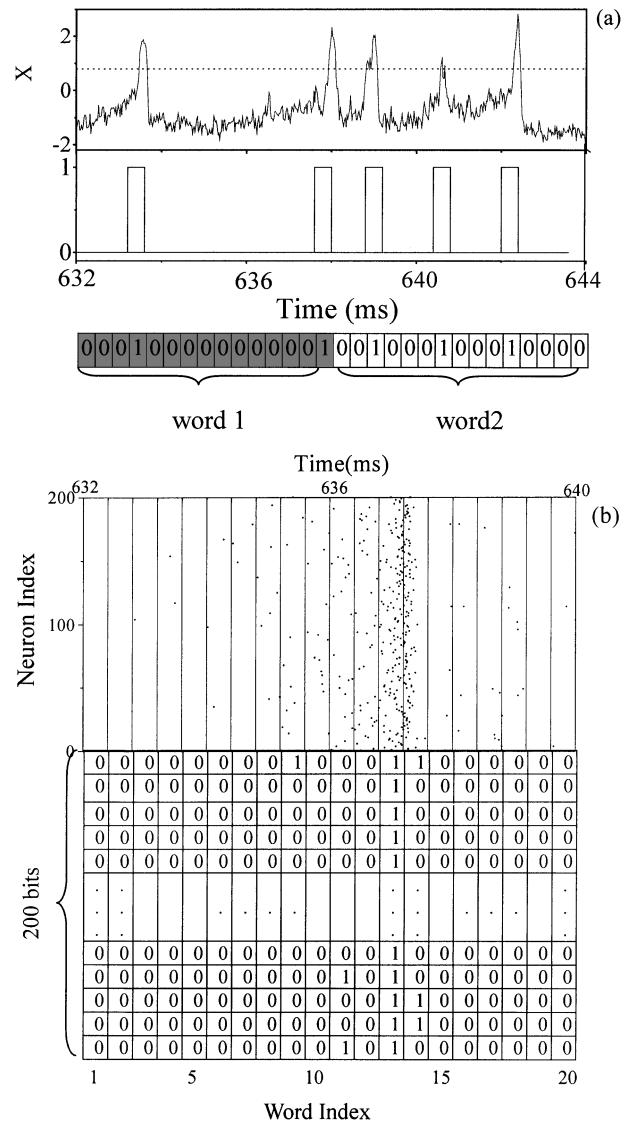 (a)
2
X
0
-2
1
0
632 636 640 644
Time (ms)
0 0 0 1 0 0 0 0 0 0 0 0 0 0 1 0 0 1 0 0 0 1 0 0 0 1 0 0 0 0
word 1 word2
Time(ms)
632 636 640
(b)
200
Neuron Index
100
0
0 0 0 0 0 0 0 0 1 0 0 0 1 1 0 0 0 0 0 0
0 0 0 0 0 0 0 0 0 0 0 0 1 0 0 0 0 0 0 0
0 0 0 0 0 0 0 0 0 0 0 0 1 0 0 0 0 0 0 0
0 0 0 0 0 0 0 0 0 0 0 0 1 0 0 0 0 0 0 0
0 0 0 0 0 0 0 0 0 0 0 0 1 0 0 0 0 0 0 0
200 bits
0 0 0 0 0 0 0 0 0 0 0 0 1 0 0 0 0 0 0 0
0 0 0 0 0 0 0 0 0 0 1 0 1 0 0 0 0 0 0 0
0 0 0 0 0 0 0 0 0 0 0 0 1 1 0 0 0 0 0 0
0 0 0 0 0 0 0 0 0 0 0 0 1 1 0 0 0 0 0 0
0 0 0 0 0 0 0 0 0 0 1 0 1 0 0 0 0 0 0 0
1 5 10 15 20
Word Index